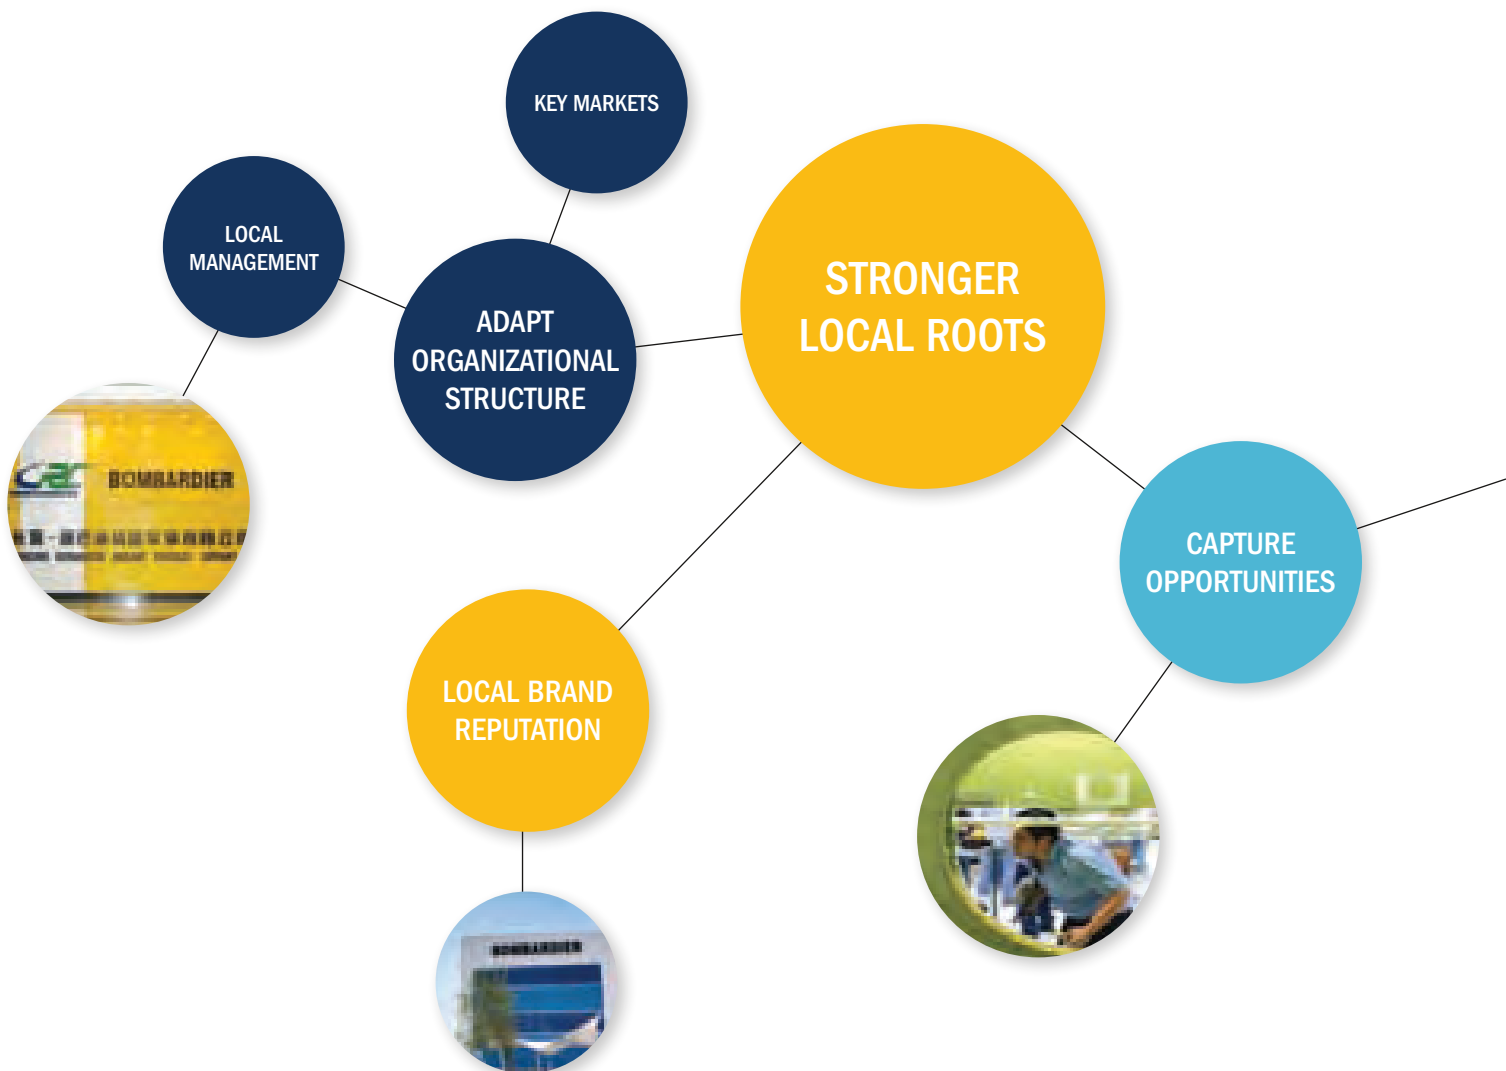 KEY MARKETS
LOCAL
MANAGEMENT
STRONGER
LOCAL ROOTS
ADAPT
ORGANIZATIONAL
STRUCTURE
BOMBARDIER
CAPTURE
OPPORTUNITIES
LOCAL BRAND
REPUTATION
BOMBARDIER